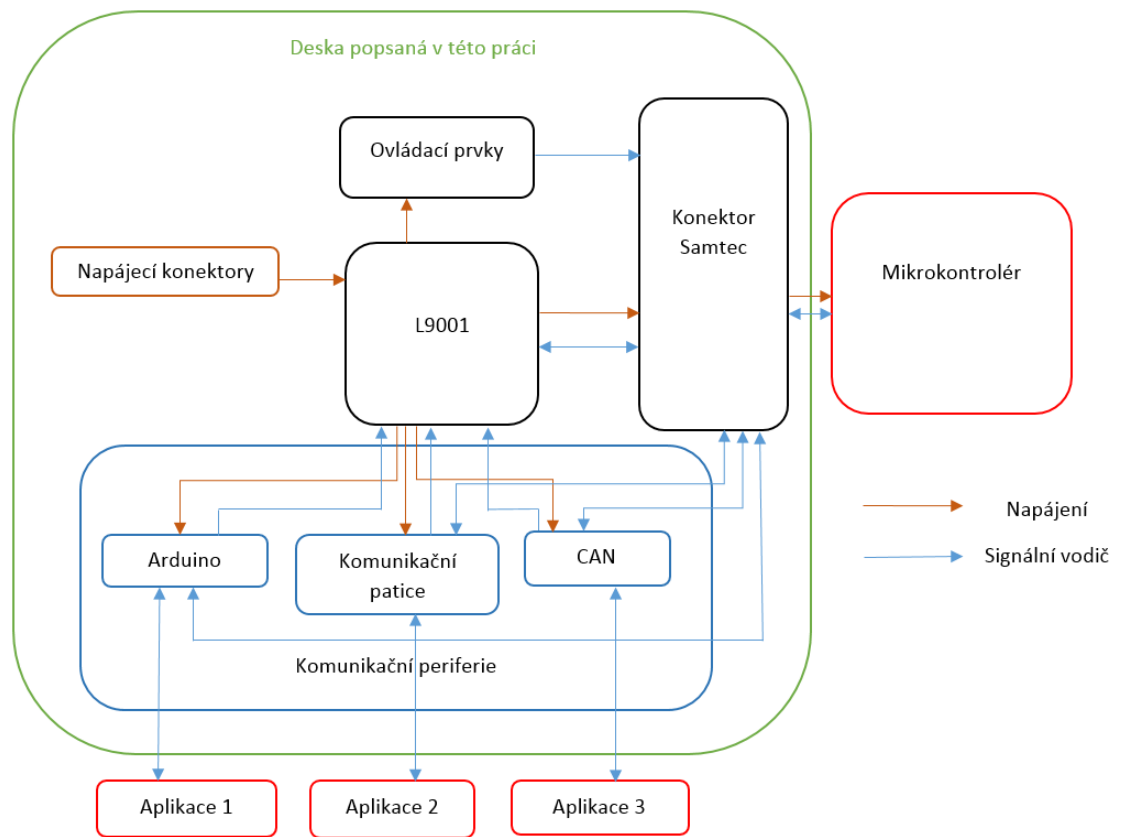 Deska popsaná v této práci
Ovládací prvky
Konektor
Samtec
Napájecí konektory
Mikrokontrolér
L9001
Napájení
Signální vodič
Arduino
Komunikační
patice
CAN
Komunikační periferie
Aplikace 1
Aplikace 2
Aplikace 3